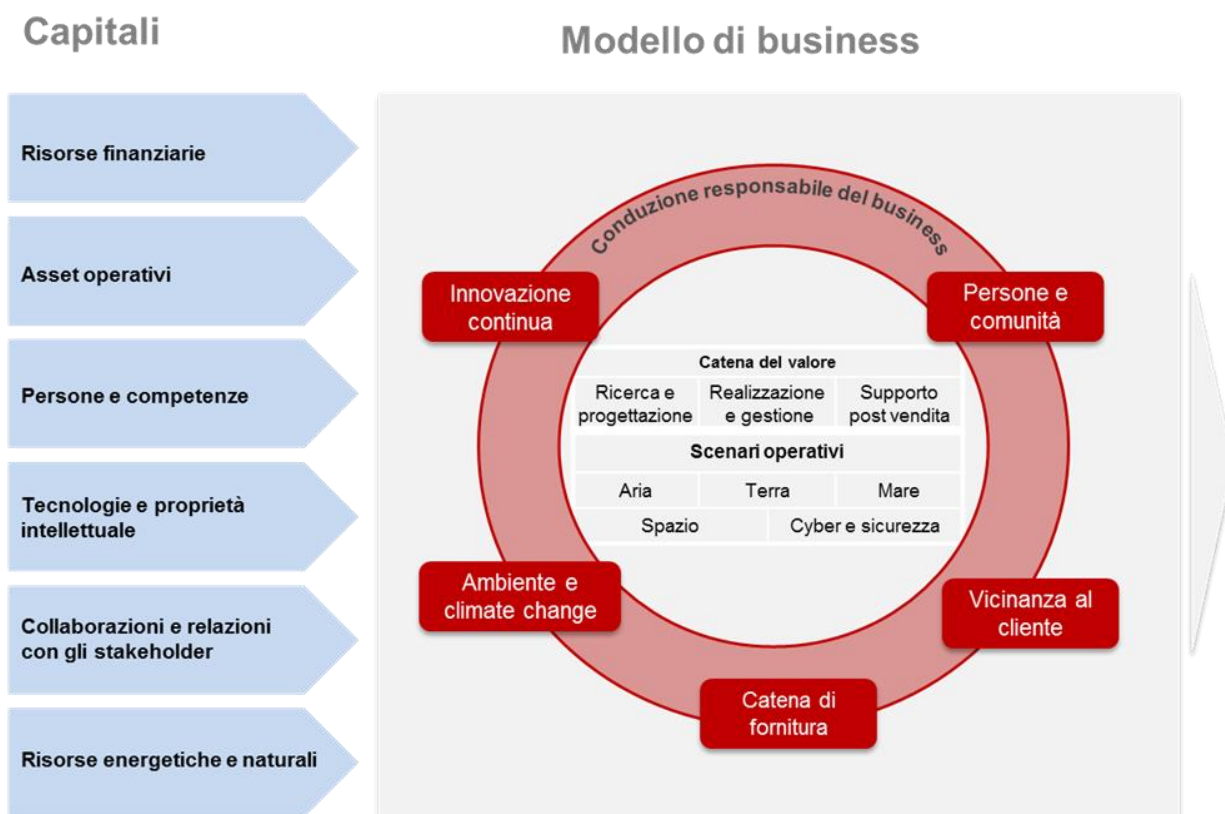 Capitali
Modello di business
Risorse finanziarie
Asset operativi
Persone e competenze
Tecnologie e proprietà
intellettuale
Collaborazioni e relazioni
con gli stakeholder
Risorse energetiche e naturali
Conduzione responsabile del business
Innovazione
continua
Persone e
comunità
Catena del valore
Ricerca e
progettazione
Realizzazione
e gestione
Supporto
post vendita
Scenari operativi
Aria
Terra
Mare
Spazio
Cyber e sicurezza
Ambiente e
climate change
Vicinanza al
cliente
Catena di
fornitura